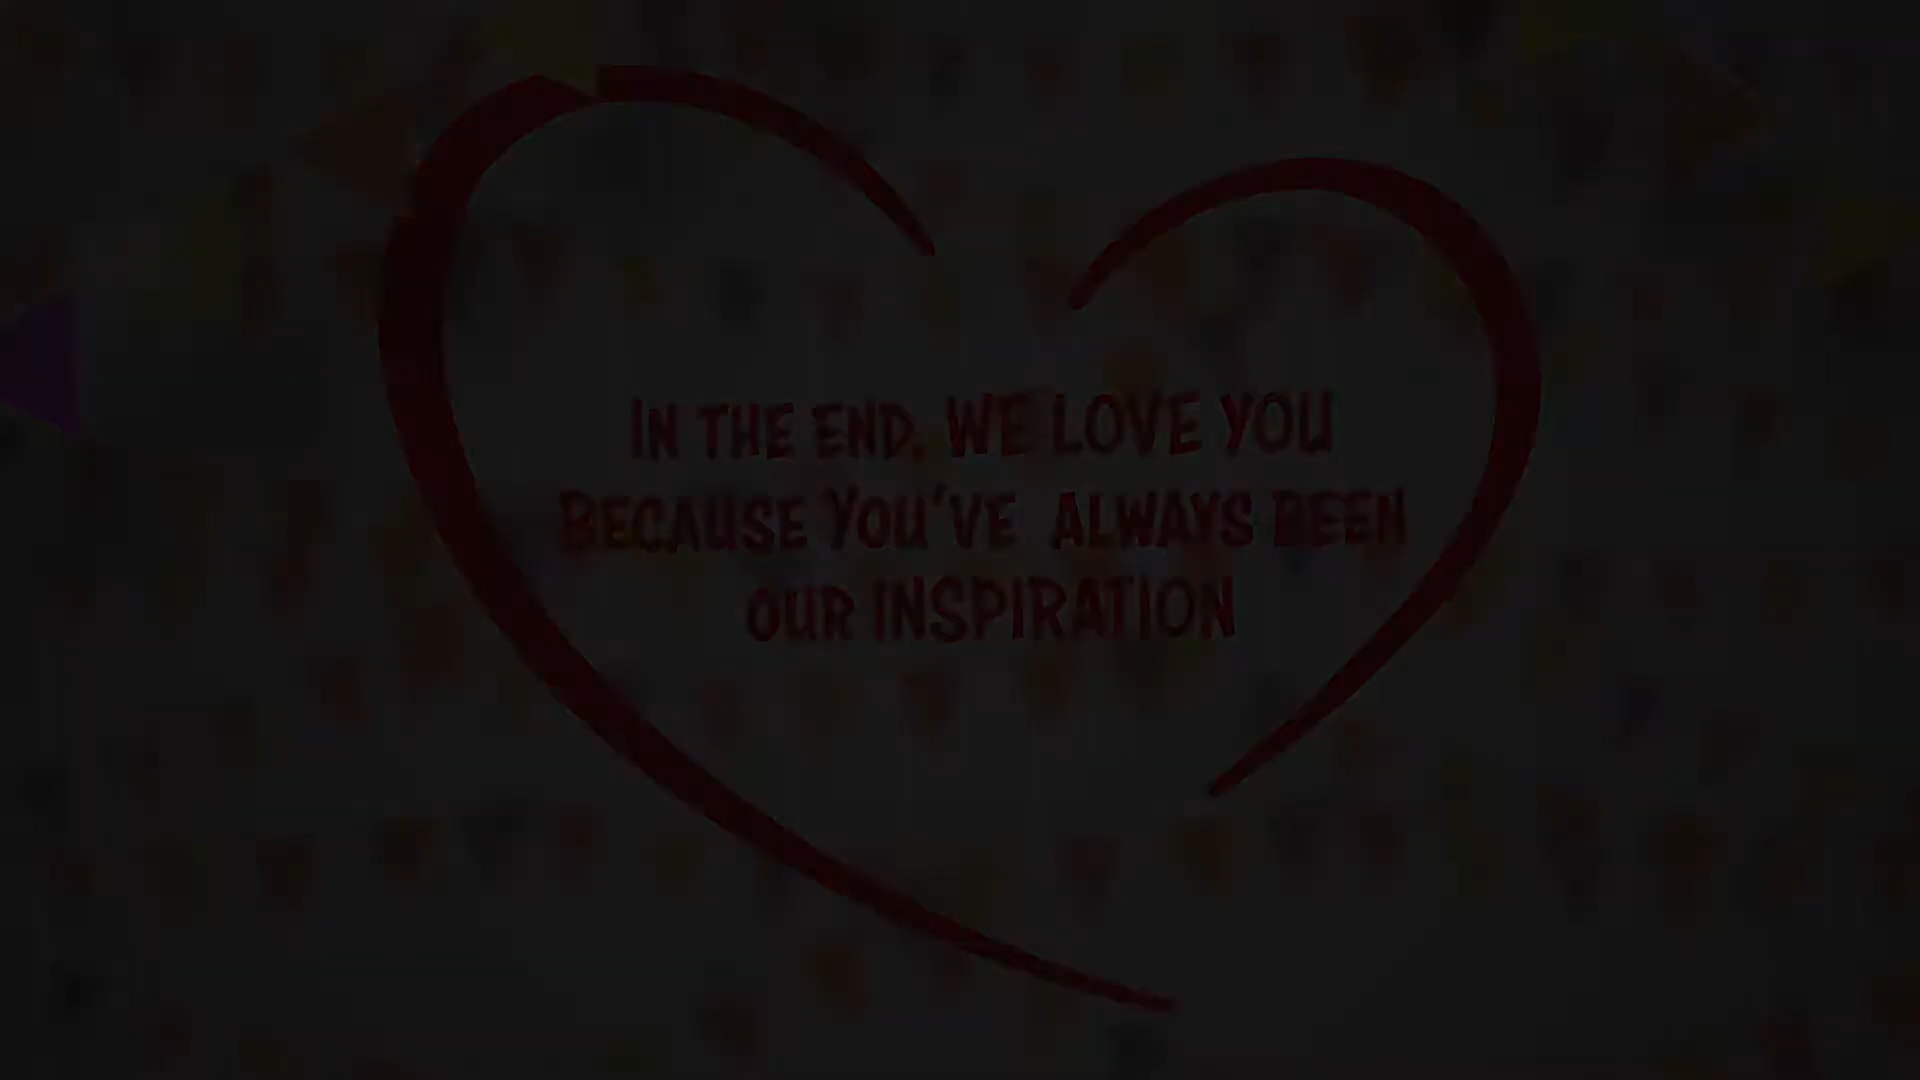 IN THE END, WE LOVE YOU
BECAUSE YOU'VE ALWAYS BEEN
OUR INSPIRATION